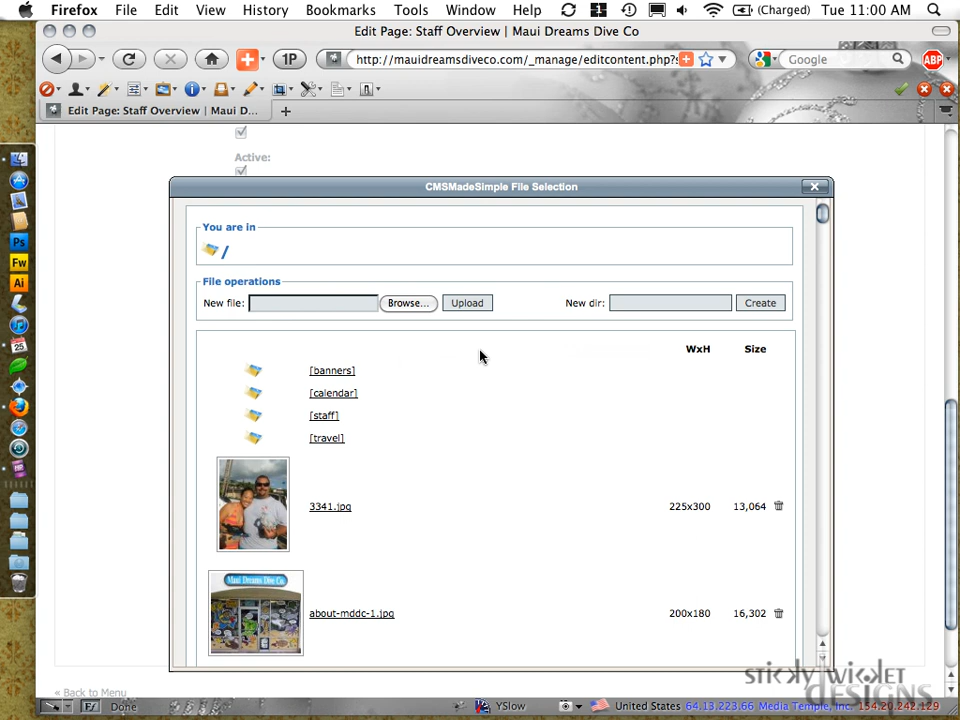 Firefox File Edit View History Bookmarks Tools Window Help (Charged) Tue 11:00 AM
Edit Page: Staff Overview | Maui Dreams Dive Co
1P http://mauidreamsdiveco.com/_manage/editcontent.php?s Google ABP
Edit Page: Staff Overview | Maui D...
Active:
CMSMadeSimple File Selection
You are in
/
File operations
New file: Browse... Upload New dir: Create
WxH Size
[banners]
[calendar]
[staff]
[travel]
3341.jpg 225x300 13,064
Maui Dreams Dive Co.
about-mddc-1.jpg 200x180 16,302
Ps
Fw
Ai
25
« Back to Menu
sticky wicket
DESIGNS
Done YSlow United States 64.13.223.66 Media Temple, Inc. 154.20.242.129